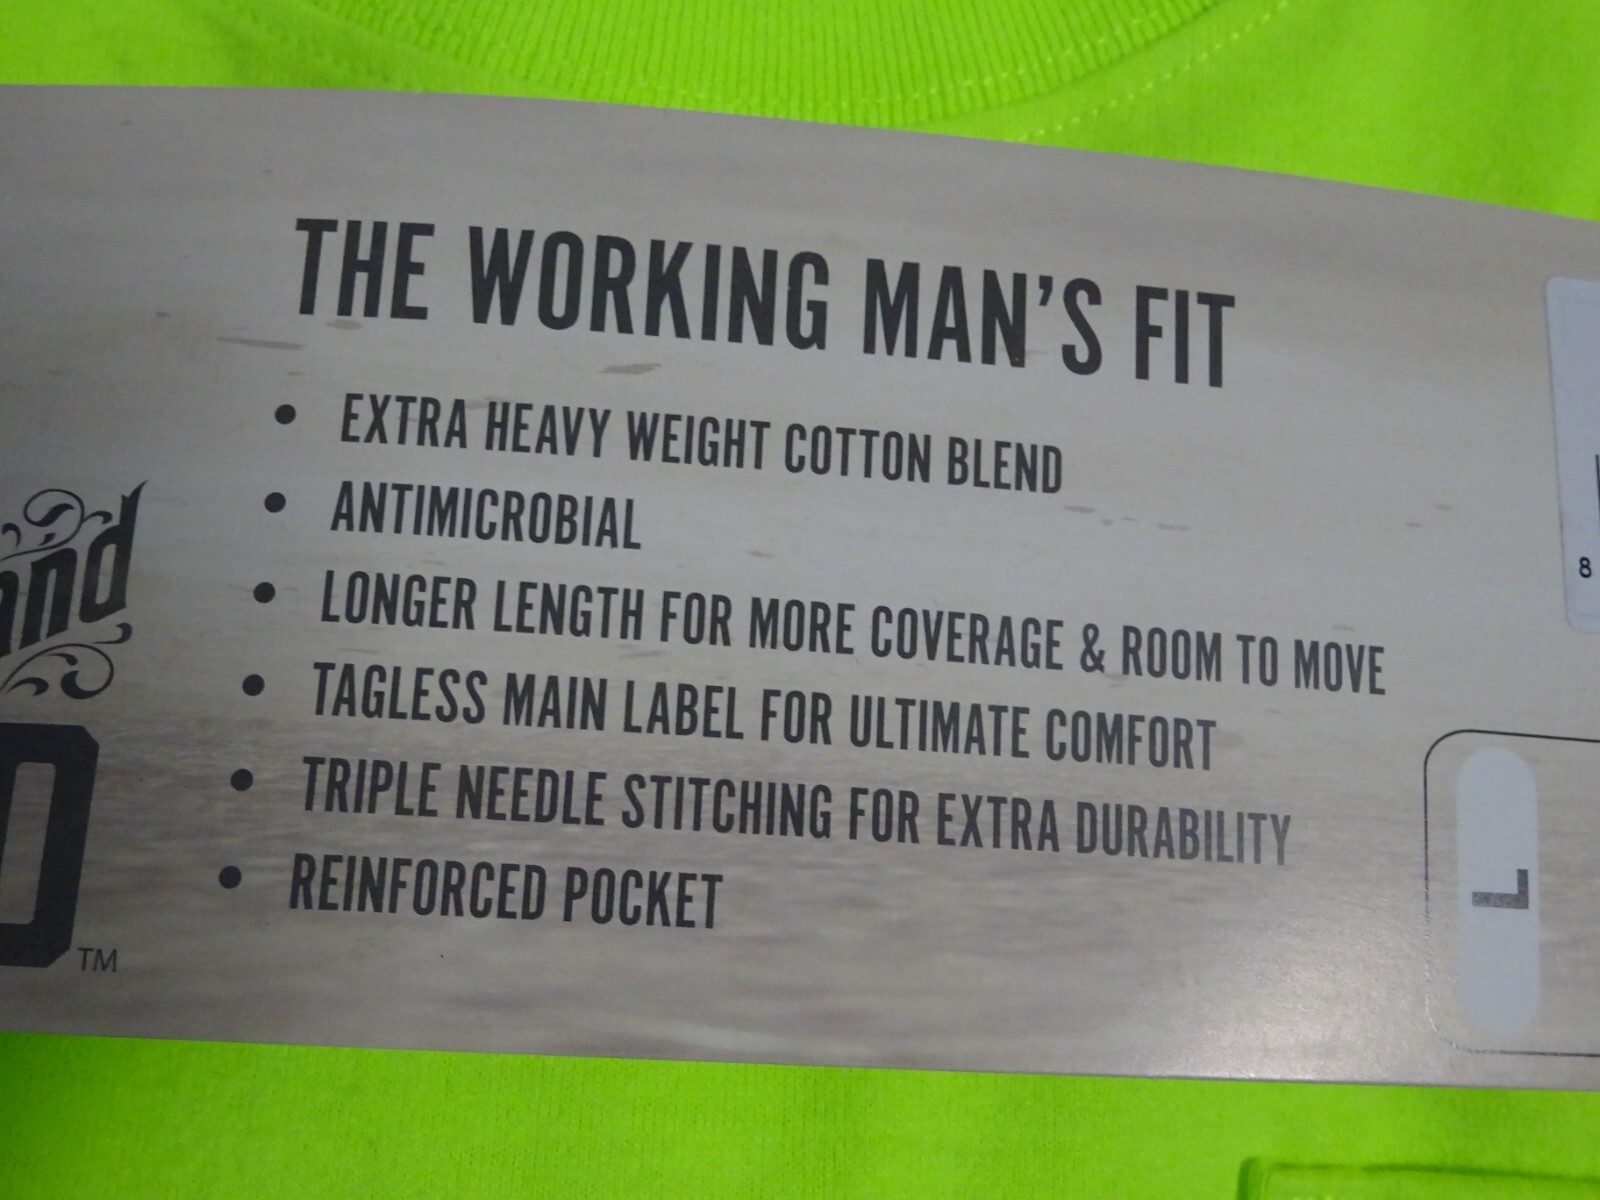 THE WORKING MAN'S FIT
• EXTRA HEAVY WEIGHT COTTON BLEND
• ANTIMICROBIAL
• LONGER LENGTH FOR MORE COVERAGE & ROOM TO MOVE
• TAGLESS MAIN LABEL FOR ULTIMATE COMFORT
• TRIPLE NEEDLE STITCHING FOR EXTRA DURABILITY
• REINFORCED POCKET
TM
8
L